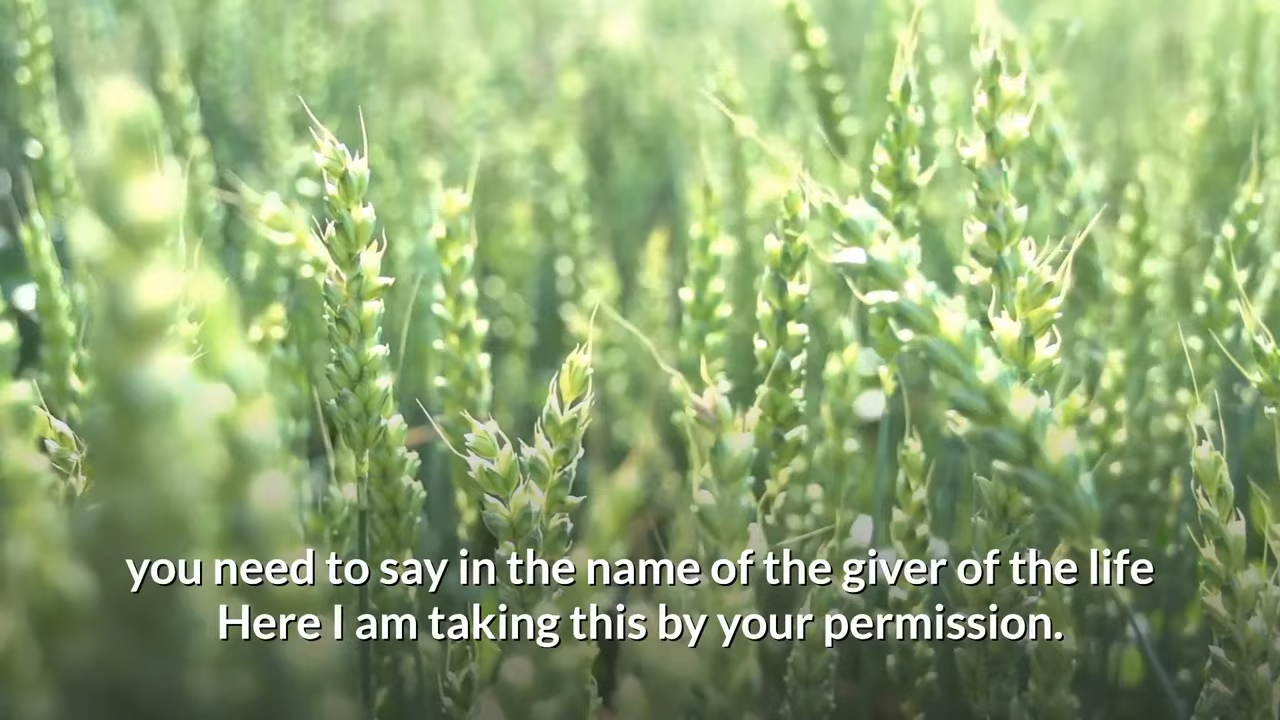 you need to say in the name of the giver of the life
Here I am taking this by your permission.